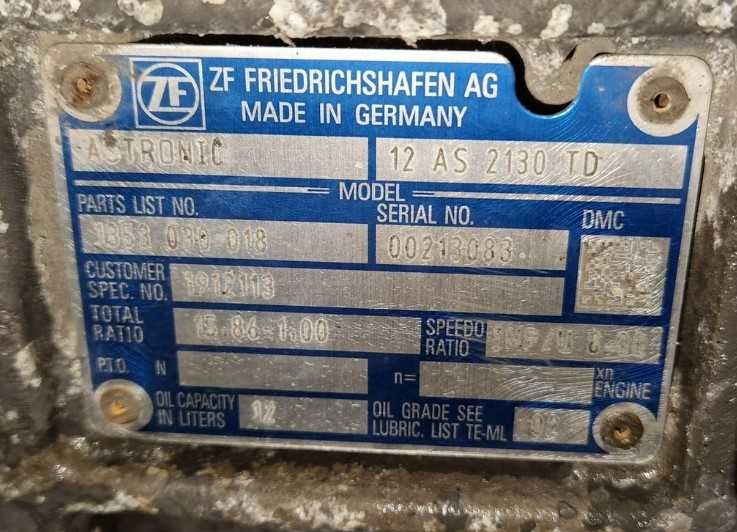 ZF
ZF FRIEDRICHSHAFEN AG
MADE IN GERMANY
ASTRONIC
12 AS 2130 TD
MODEL
PARTS LIST NO.
SERIAL NO.
DMC
1353 030 018
00213083
CUSTOMER
SPEC. NO.
1912113
TOTAL
RATIO
15.86-1.00
SPEEDO
RATIO
P.T.O. N
n=
xn
ENGINE
OIL CAPACITY
IN LITERS
12
OIL GRADE SEE
LUBRIC. LIST TE-ML